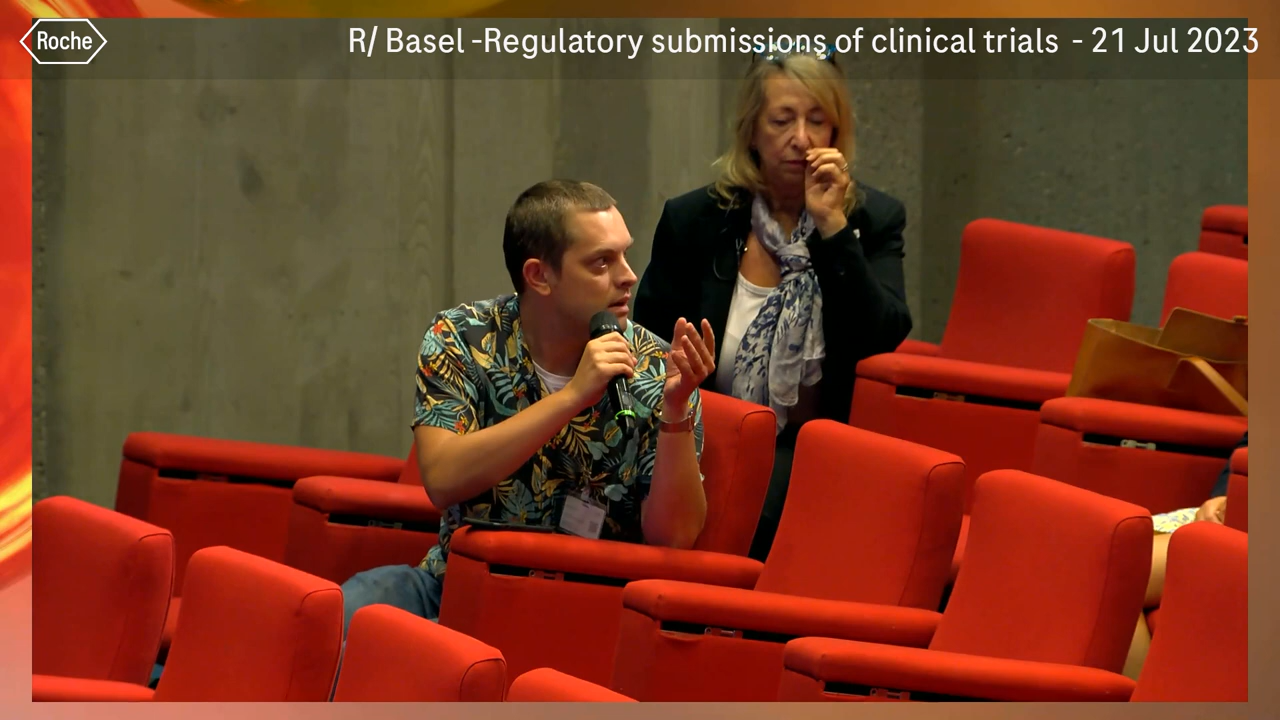 Roche
R/ Basel -Regulatory submissions of clinical trials - 21 Jul 2023